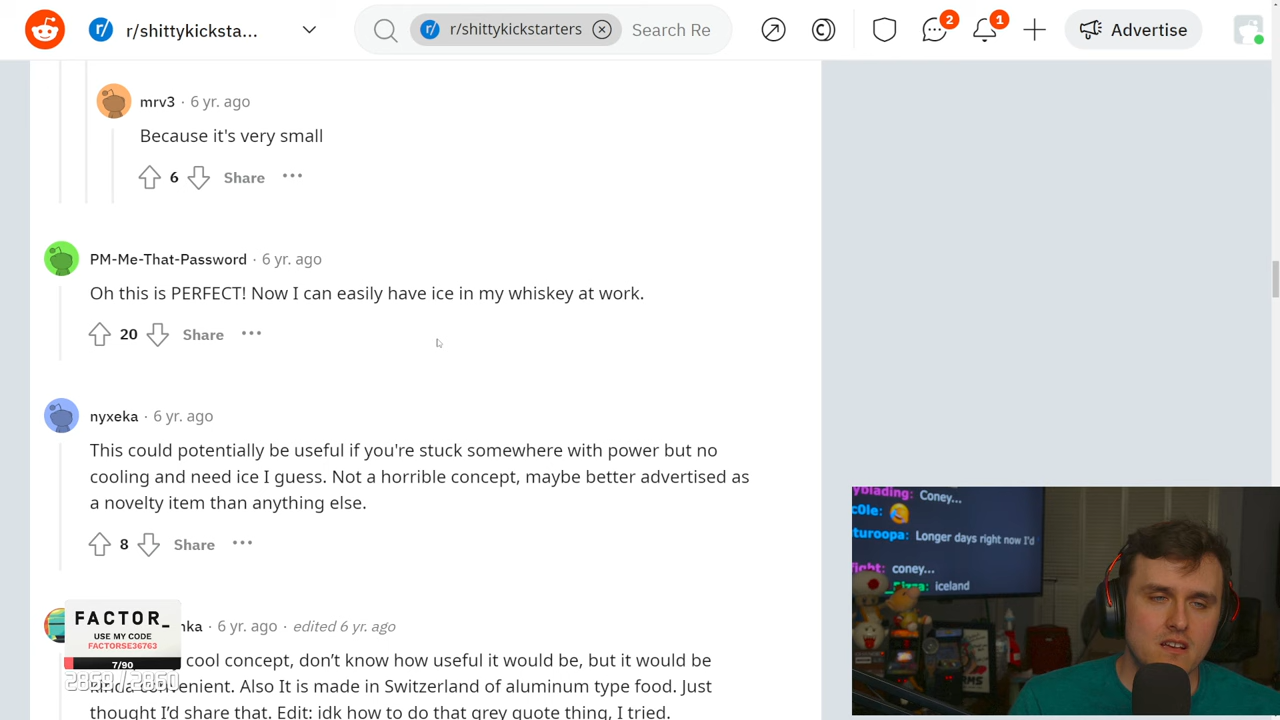 r/shittykicksta...
r/shittykickstarters
Search Re
2
1
Advertise
mrv3 · 6 yr. ago
Because it's very small
6 Share
PM-Me-That-Password · 6 yr. ago
Oh this is PERFECT! Now I can easily have ice in my whiskey at work.
20 Share
nyxeka · 6 yr. ago
This could potentially be useful if you're stuck somewhere with power but no
cooling and need ice I guess. Not a horrible concept, maybe better advertised as
a novelty item than anything else.
8 Share
nka · 6 yr. ago · edited 6 yr. ago
cool concept, don't know how useful it would be, but it would be
kinda convenient. Also It is made in Switzerland of aluminum type food. Just
thought I'd share that. Edit: idk how to do that grey quote thing, I tried.
FACTOR_
USE MY CODE
FACTORSE36763
7/90
yblading: Coney...
c0le:
turoopa: Longer days right now I'd
ight: coney...
iceland